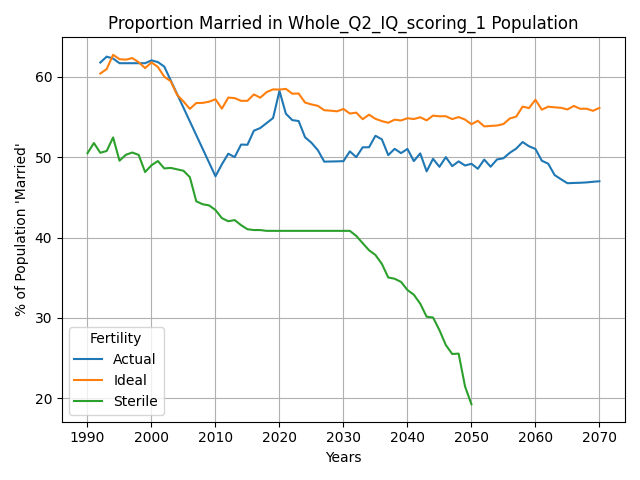 Proportion Married in Whole_Q2_IQ_scoring_1 Population
% of Population 'Married'
60
50
40
30
20
Fertility
Actual
Ideal
Sterile
1990 2000 2010 2020 2030 2040 2050 2060 2070
Years